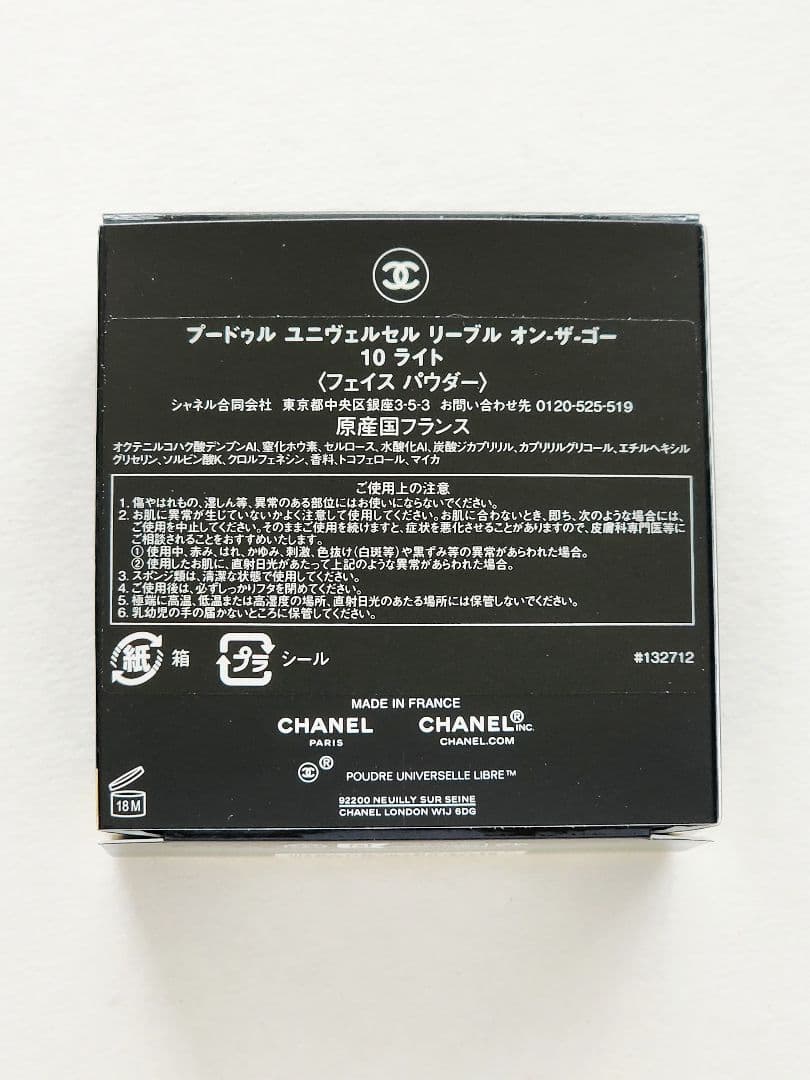 プードゥル ユニヴェルセル リーブル オン-ザ-ゴー
10 ライト
〈フェイス パウダー〉
シャネル合同会社 東京都中央区銀座3-5-3 お問い合わせ先 0120-525-519
原産国フランス
オクテニルコハク酸デンプンAl、窒化ホウ素、セルロース、水酸化Al、炭酸ジカプリリル、カプリリルグリコール、エチルヘキシル
グリセリン、ソルビン酸K、クロルフェネシン、香料、トコフェロール、マイカ
ご使用上の注意
1. 傷やはれもの、湿しん等、異常のある部位にはお使いにならないでください。
2. お肌に異常が生じていないかよく注意して使用してください。お肌に合わないとき、即ち、次のような場合には、
ご使用を中止してください。そのままご使用を続けますと、症状を悪化させることがありますので、皮膚科専門医等に
ご相談されることをおすすめいたします。
① 使用中、赤み、はれ、かゆみ、刺激、色抜け(白斑等)や黒ずみ等の異常があらわれた場合。
② 使用したお肌に、直射日光があたって上記のような異常があらわれた場合。
3. スポンジ類は、清潔な状態で使用してください。
4. ご使用後は、必ずしっかりフタを閉めてください。
5. 極端に高温、低温または高湿度の場所、直射日光のあたる場所には保管しないでください。
6. 乳幼児の手の届かないところに保管してください。
紙 箱 プラ シール #132712
MADE IN FRANCE
CHANEL CHANEL® INC.
PARIS CHANEL.COM
® POUDRE UNIVERSELLE LIBRE™
18 M
92200 NEUILLY SUR SEINE
CHANEL LONDON W1J 6DG